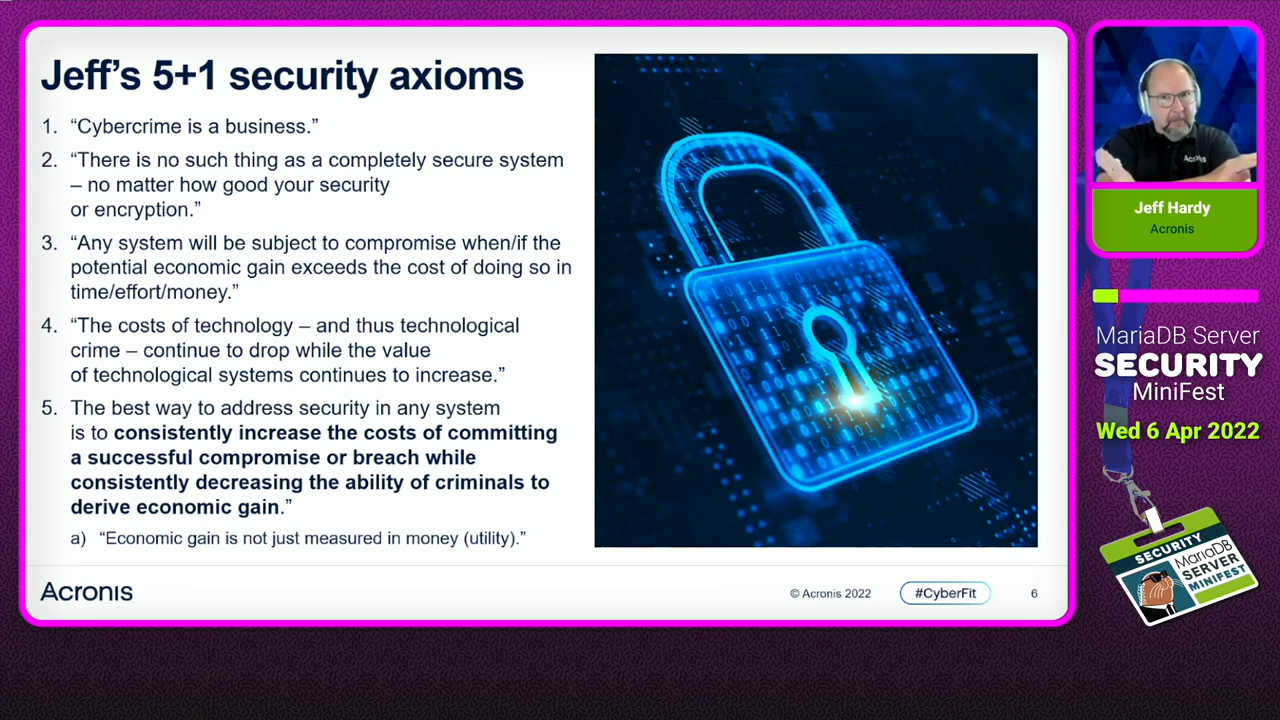 Jeff’s 5+1 security axioms
1. “Cybercrime is a business.”
2. “There is no such thing as a completely secure system
– no matter how good your security
or encryption.”
3. “Any system will be subject to compromise when/if the
potential economic gain exceeds the cost of doing so in
time/effort/money.”
4. “The costs of technology – and thus technological
crime – continue to drop while the value
of technological systems continues to increase.”
5. The best way to address security in any system
is to consistently increase the costs of committing
a successful compromise or breach while
consistently decreasing the ability of criminals to
derive economic gain.”
a) “Economic gain is not just measured in money (utility).”
Acronis
© Acronis 2022
#CyberFit
6
Acronis
Jeff Hardy
Acronis
MariaDB Server
SECURITY
MiniFest
Wed 6 Apr 2022
SECURITY
MariaDB
SERVER
MINIFEST